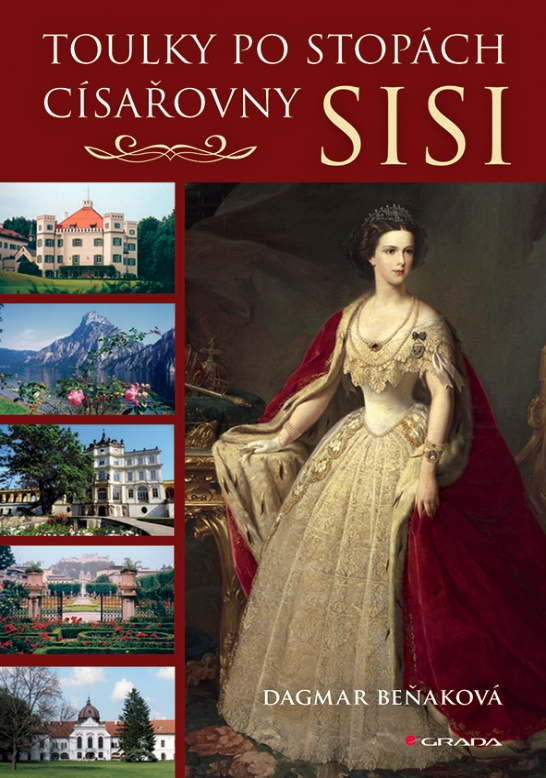 TOULKY PO STOPÁCH
CÍSAŘOVNY SISI
DAGMAR BEŇAKOVÁ
GRADA